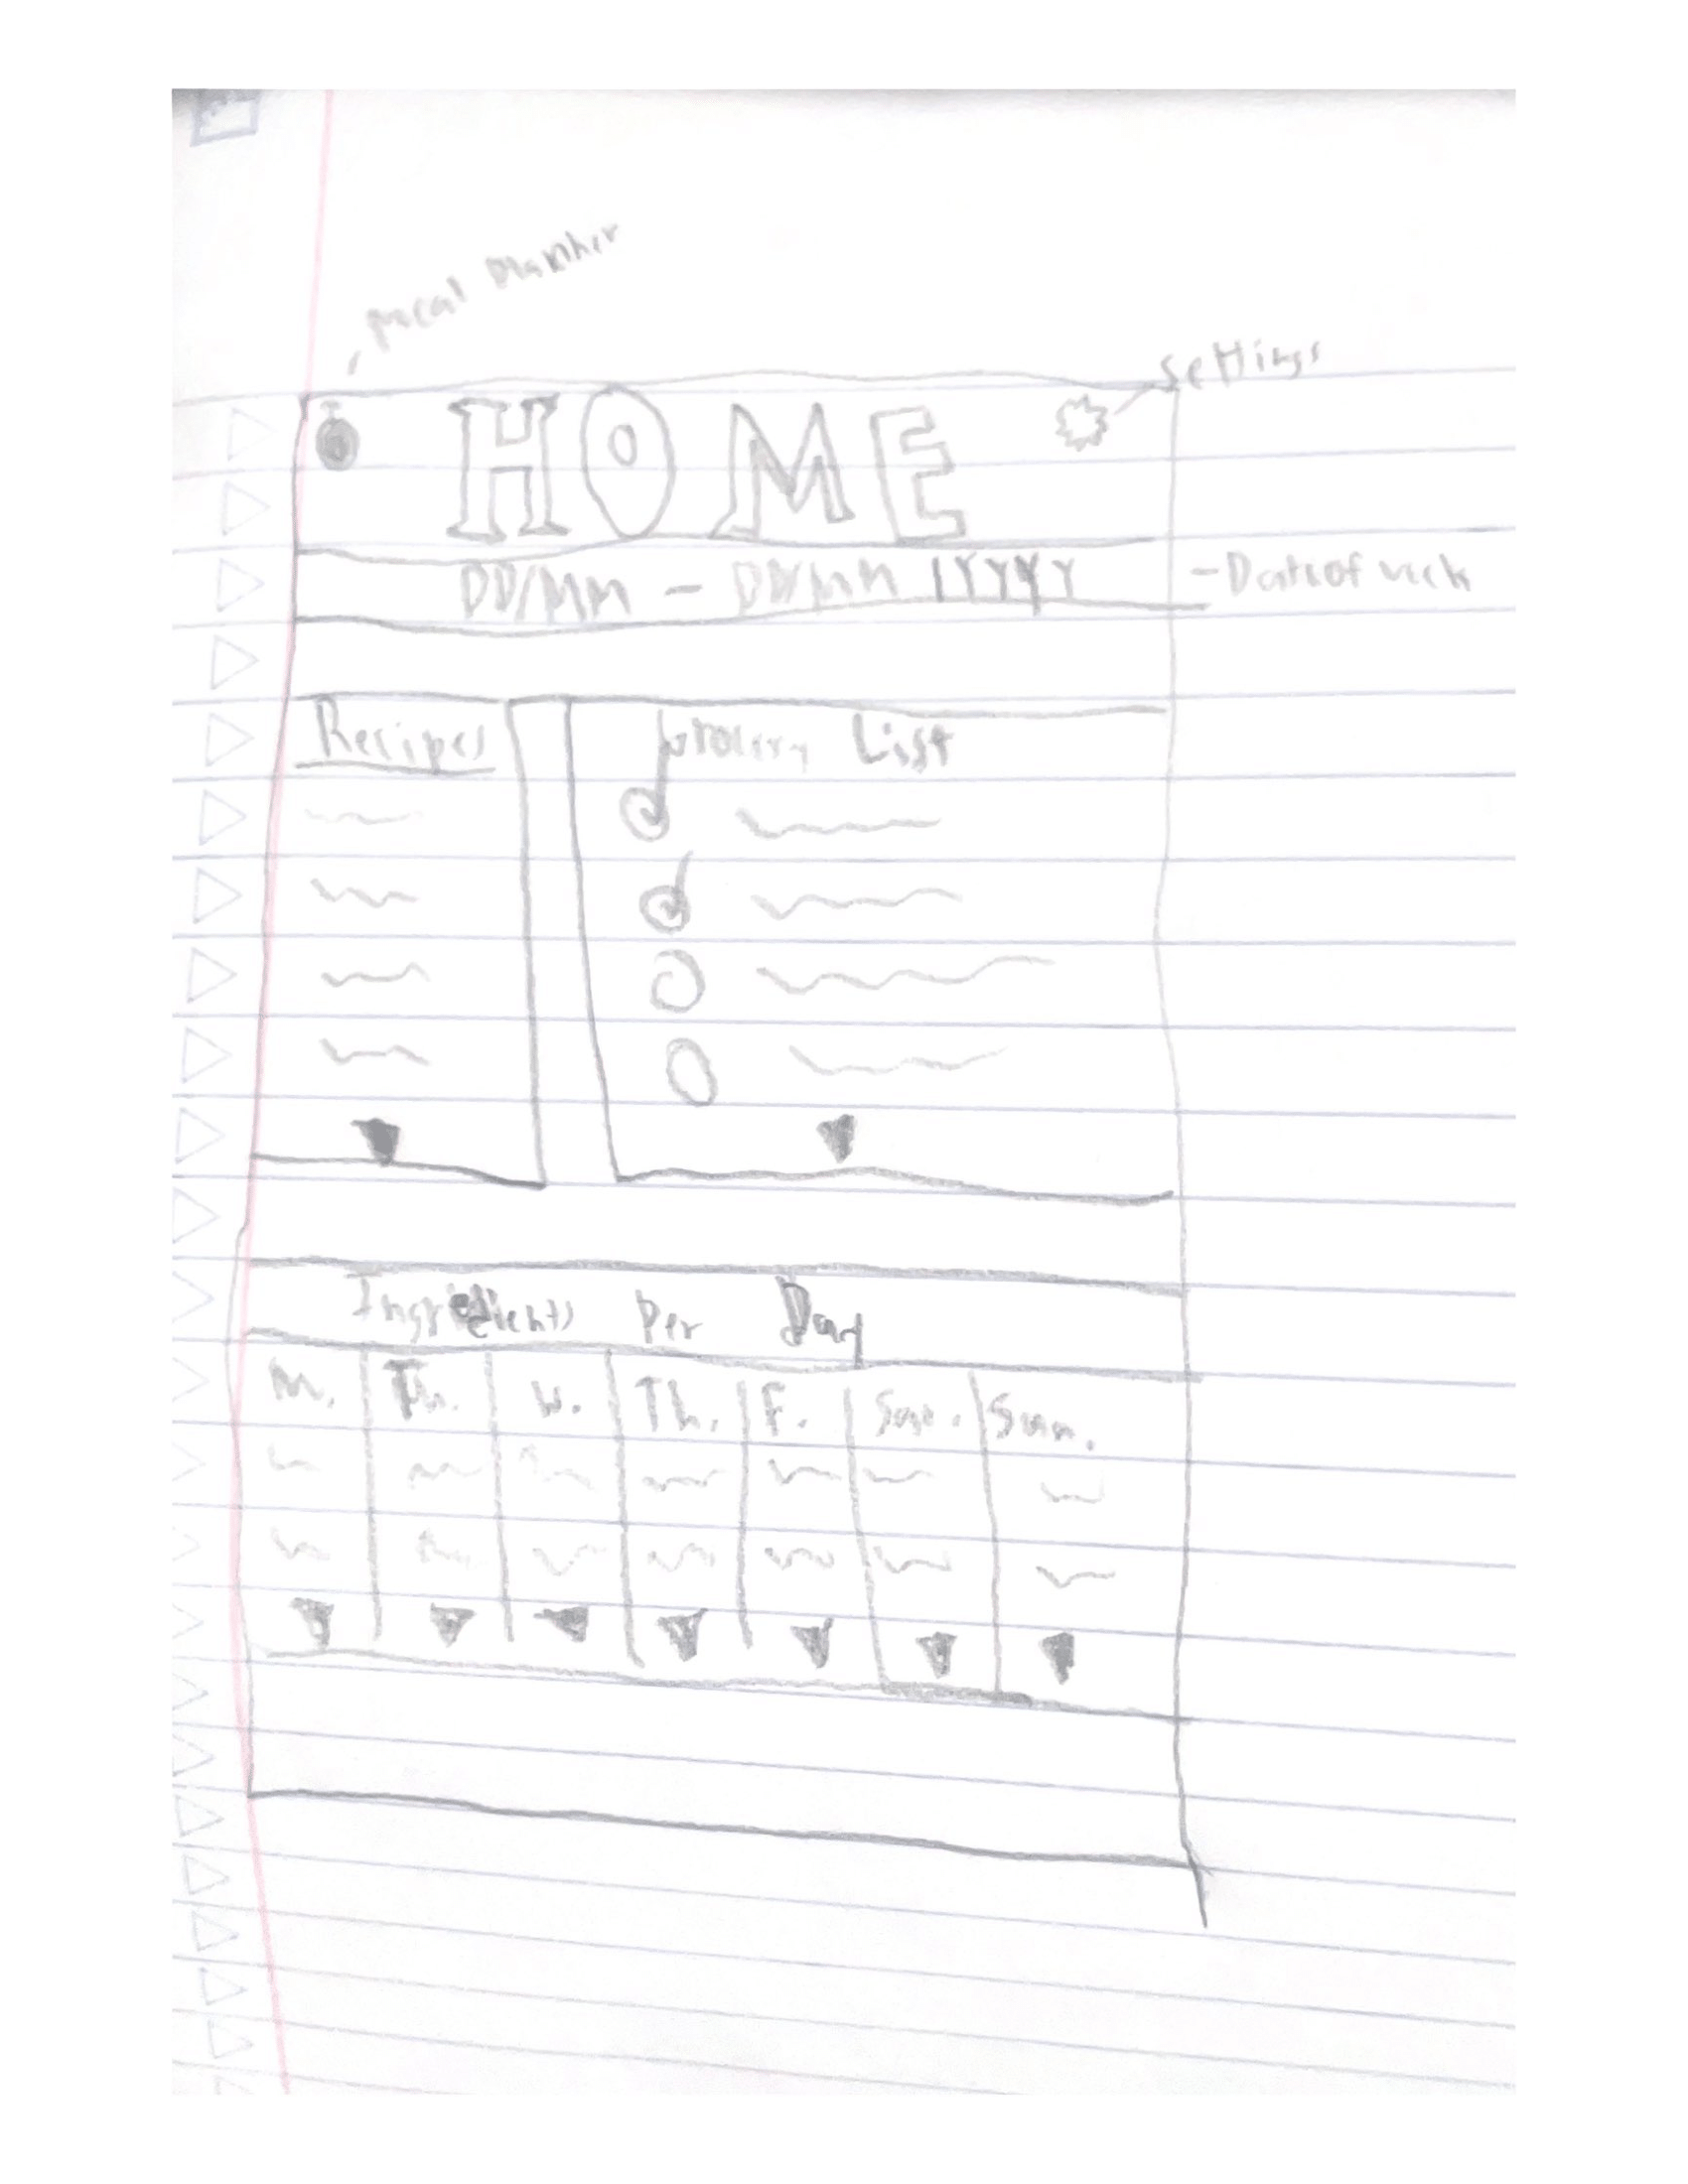 meal planner
settings
HOME
DD/MM - DD/MM /YYYY
- Date of week
Recipes
Grocery List
Ingredients Per Day
M. Th. W. Th. F. Sat. Sun.